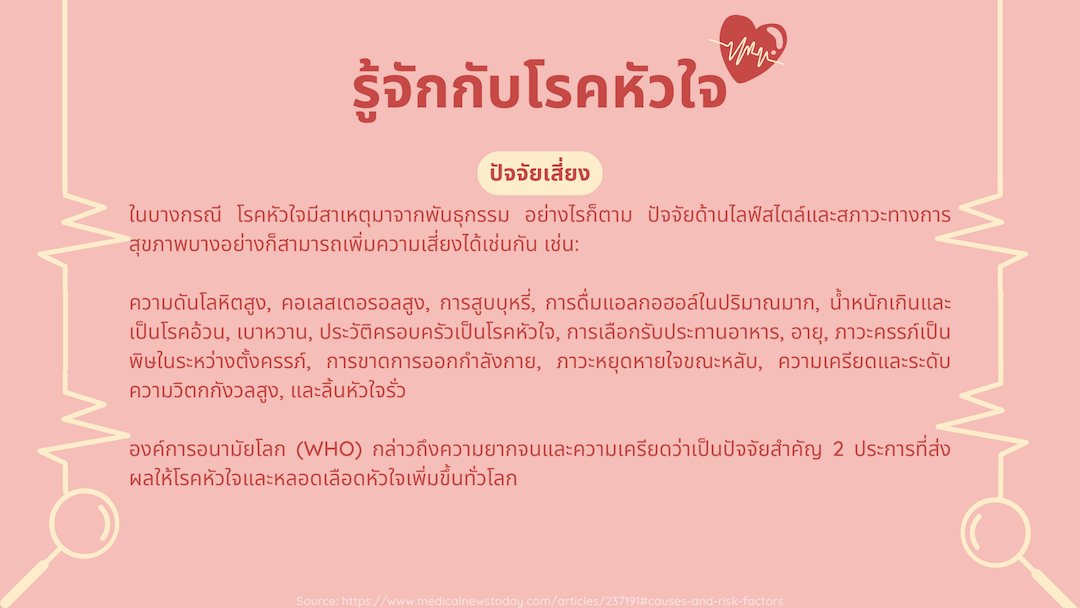 รู้จักกับโรคหัวใจ
ปัจจัยเสี่ยง
ในบางกรณี โรคหัวใจมีสาเหตุมาจากพันธุกรรม อย่างไรก็ตาม ปัจจัยด้านไลฟ์สไตล์และสภาวะทางการ
สุขภาพบางอย่างก็สามารถเพิ่มความเสี่ยงได้เช่นกัน เช่น:
ความดันโลหิตสูง, คอเลสเตอรอลสูง, การสูบบุหรี่, การดื่มแอลกอฮอล์ในปริมาณมาก, น้ำหนักเกินและ
เป็นโรคอ้วน, เบาหวาน, ประวัติครอบครัวเป็นโรคหัวใจ, การเลือกรับประทานอาหาร, อายุ, ภาวะครรภ์เป็น
พิษในระหว่างตั้งครรภ์, การขาดการออกกำลังกาย, ภาวะหยุดหายใจขณะหลับ, ความเครียดและระดับ
ความวิตกกังวลสูง, และลิ้นหัวใจรั่ว
องค์การอนามัยโลก (WHO) กล่าวถึงความยากจนและความเครียดว่าเป็นปัจจัยสำคัญ 2 ประการที่ส่ง
ผลให้โรคหัวใจและหลอดเลือดหัวใจเพิ่มขึ้นทั่วโลก
Source: https://www.medicalnewstoday.com/articles/237191#causes-and-risk-factors